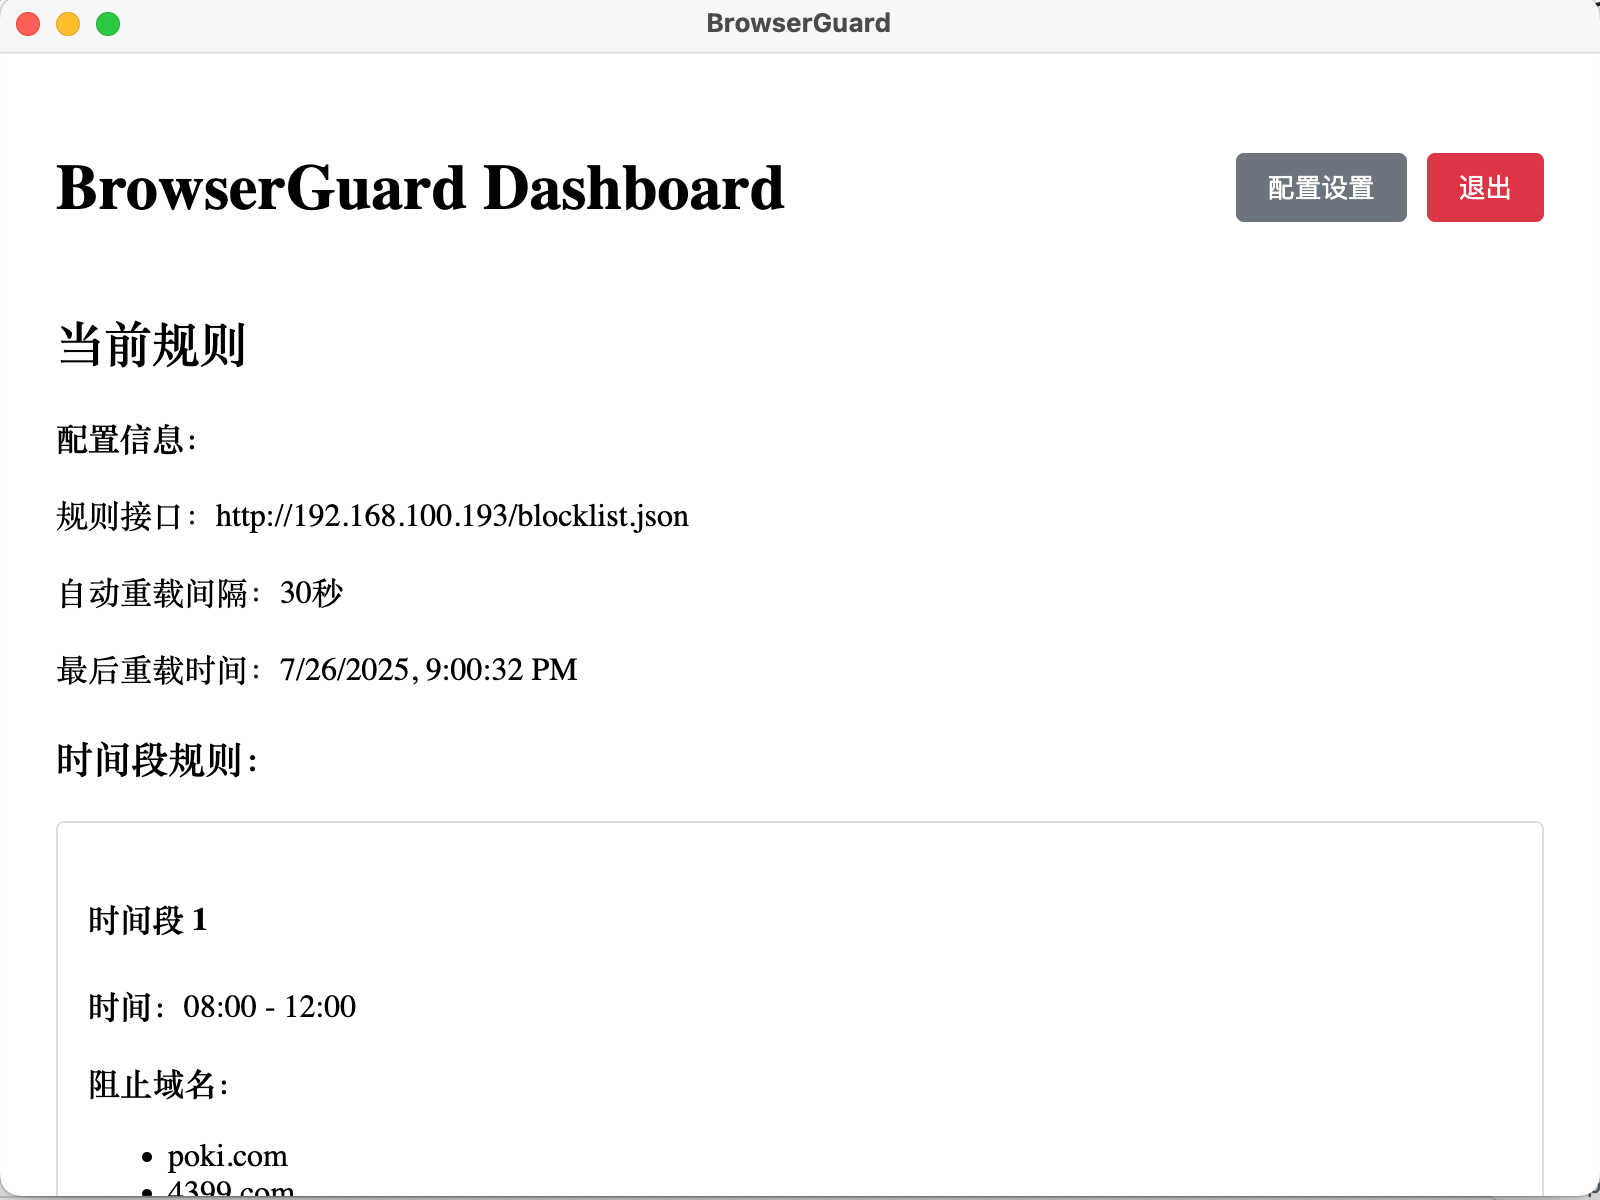 BrowserGuard
BrowserGuard Dashboard
配置设置
退出
当前规则
配置信息：
规则接口：http://192.168.100.193/blocklist.json
自动重载间隔：30秒
最后重载时间：7/26/2025, 9:00:32 PM
时间段规则：
时间段 1
时间：08:00 - 12:00
阻止域名：
poki.com
4399.com